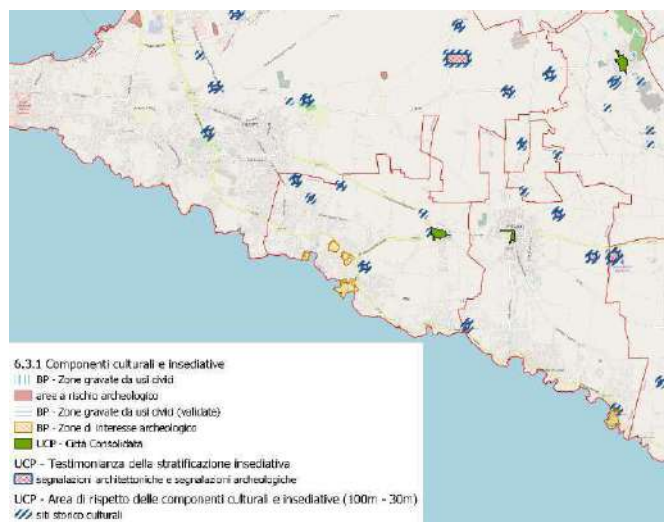 6.3.1 Componenti culturali e insediative
BP - Zone gravate da usi civici
aree a rischio archeologico
BP - Zone gravate da usi civici (validate)
BP - Zone di interesse archeologico
UCP - Città Consolidata
UCP - Testimonianza della stratificazione insediativa
segnalazioni architettoniche e segnalazioni archeologiche
UCP - Area di rispetto delle componenti culturali e insediative (100m - 30m)
siti storico culturali